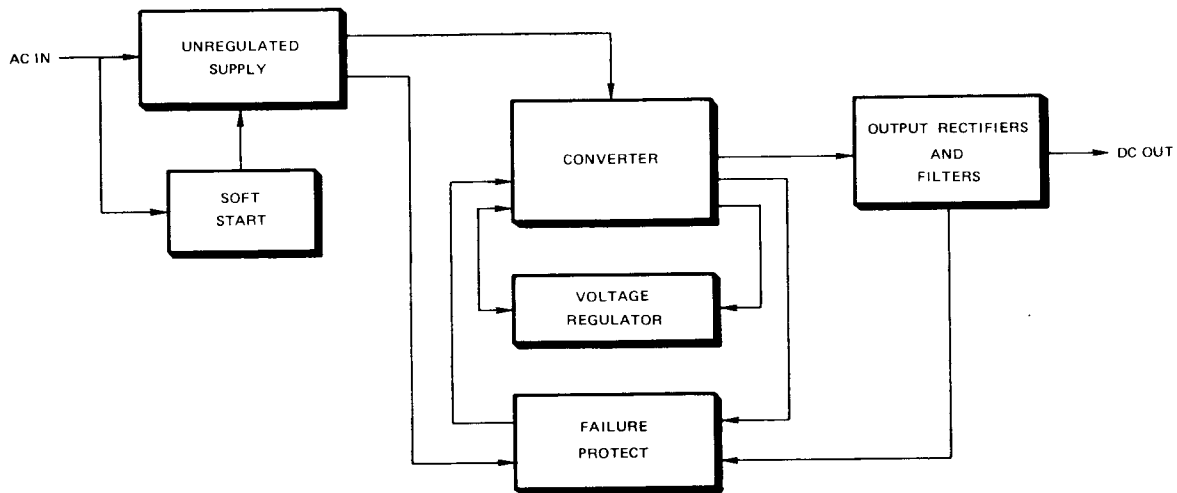 AC IN
UNREGULATED
SUPPLY
SOFT
START
CONVERTER
OUTPUT RECTIFIERS
AND
FILTERS
DC OUT
VOLTAGE
REGULATOR
FAILURE
PROTECT